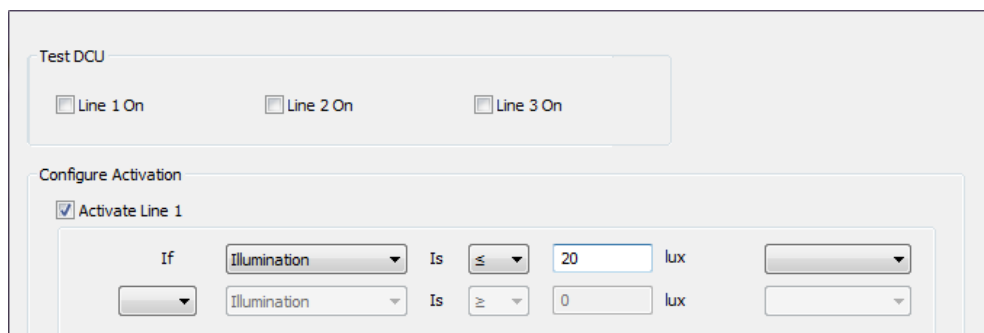 Test DCU
Line 1 On Line 2 On Line 3 On
Configure Activation
Activate Line 1
If Illumination Is ≤ 20 lux
Illumination Is ≥ 0 lux